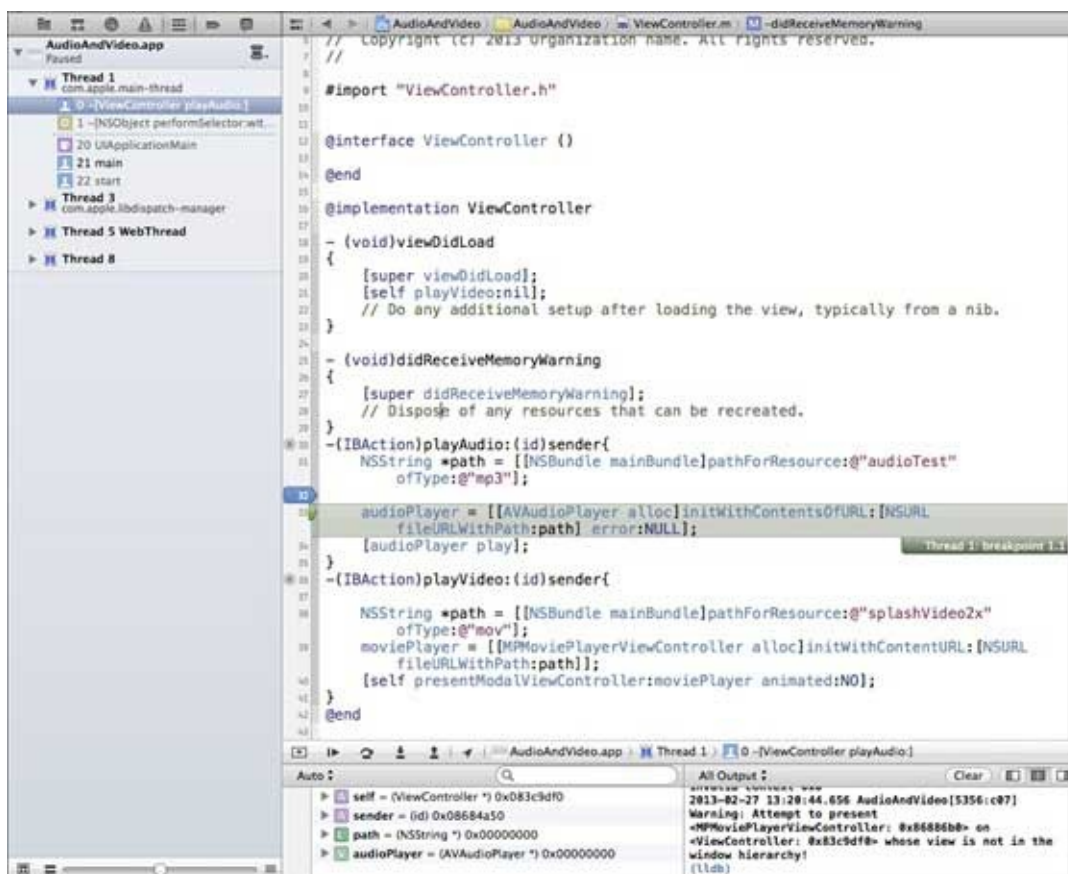 AudioAndVideo AudioAndVideo ViewController.m -didReceiveMemoryWarning
AudioAndVideo.app
Paused
Thread 1
com.apple.main-thread
0 -[ViewController playAudio:]
1 -[NSObject performSelector:wit...
20 UIApplicationMain
21 main
22 start
Thread 3
com.apple.libdispatch-manager
Thread 5 WebThread
Thread 8
// Copyright (c) 2013 Organization name. All rights reserved.
//
#import "ViewController.h"
@interface ViewController ()
@end
@implementation ViewController
- (void)viewDidLoad
{
[super viewDidLoad];
[self playVideo:nil];
// Do any additional setup after loading the view, typically from a nib.
}
- (void)didReceiveMemoryWarning
{
[super didReceiveMemoryWarning];
// Dispose of any resources that can be recreated.
}
-(IBAction)playAudio:(id)sender{
NSString *path = [[NSBundle mainBundle]pathForResource:@"audioTest"
ofType:@"mp3"];
32
audioPlayer = [[AVAudioPlayer alloc]initWithContentsOfURL:[NSURL
fileURLWithPath:path] error:NULL];
[audioPlayer play];
Thread 1: breakpoint 1.1
}
-(IBAction)playVideo:(id)sender{
NSString *path = [[NSBundle mainBundle]pathForResource:@"splashVideo2x"
ofType:@"mov"];
moviePlayer = [[MPMoviePlayerViewController alloc]initWithContentURL:[NSURL
fileURLWithPath:path]];
[self presentModalViewController:moviePlayer animated:NO];
}
@end
AudioAndVideo.app Thread 1 0 -[ViewController playAudio:]
Auto
All Output Clear
self = (ViewController *) 0x083c9df0
sender = (id) 0x08684a50
path = (NSString *) 0x00000000
audioPlayer = (AVAudioPlayer *) 0x00000000
invalid context 0x0
2013-02-27 13:20:44.656 AudioAndVideo[5356:c07]
Warning: Attempt to present
<MPMoviePlayerViewController: 0x86886b0> on
<ViewController: 0x83c9df0> whose view is not in the
window hierarchy!
(lldb)